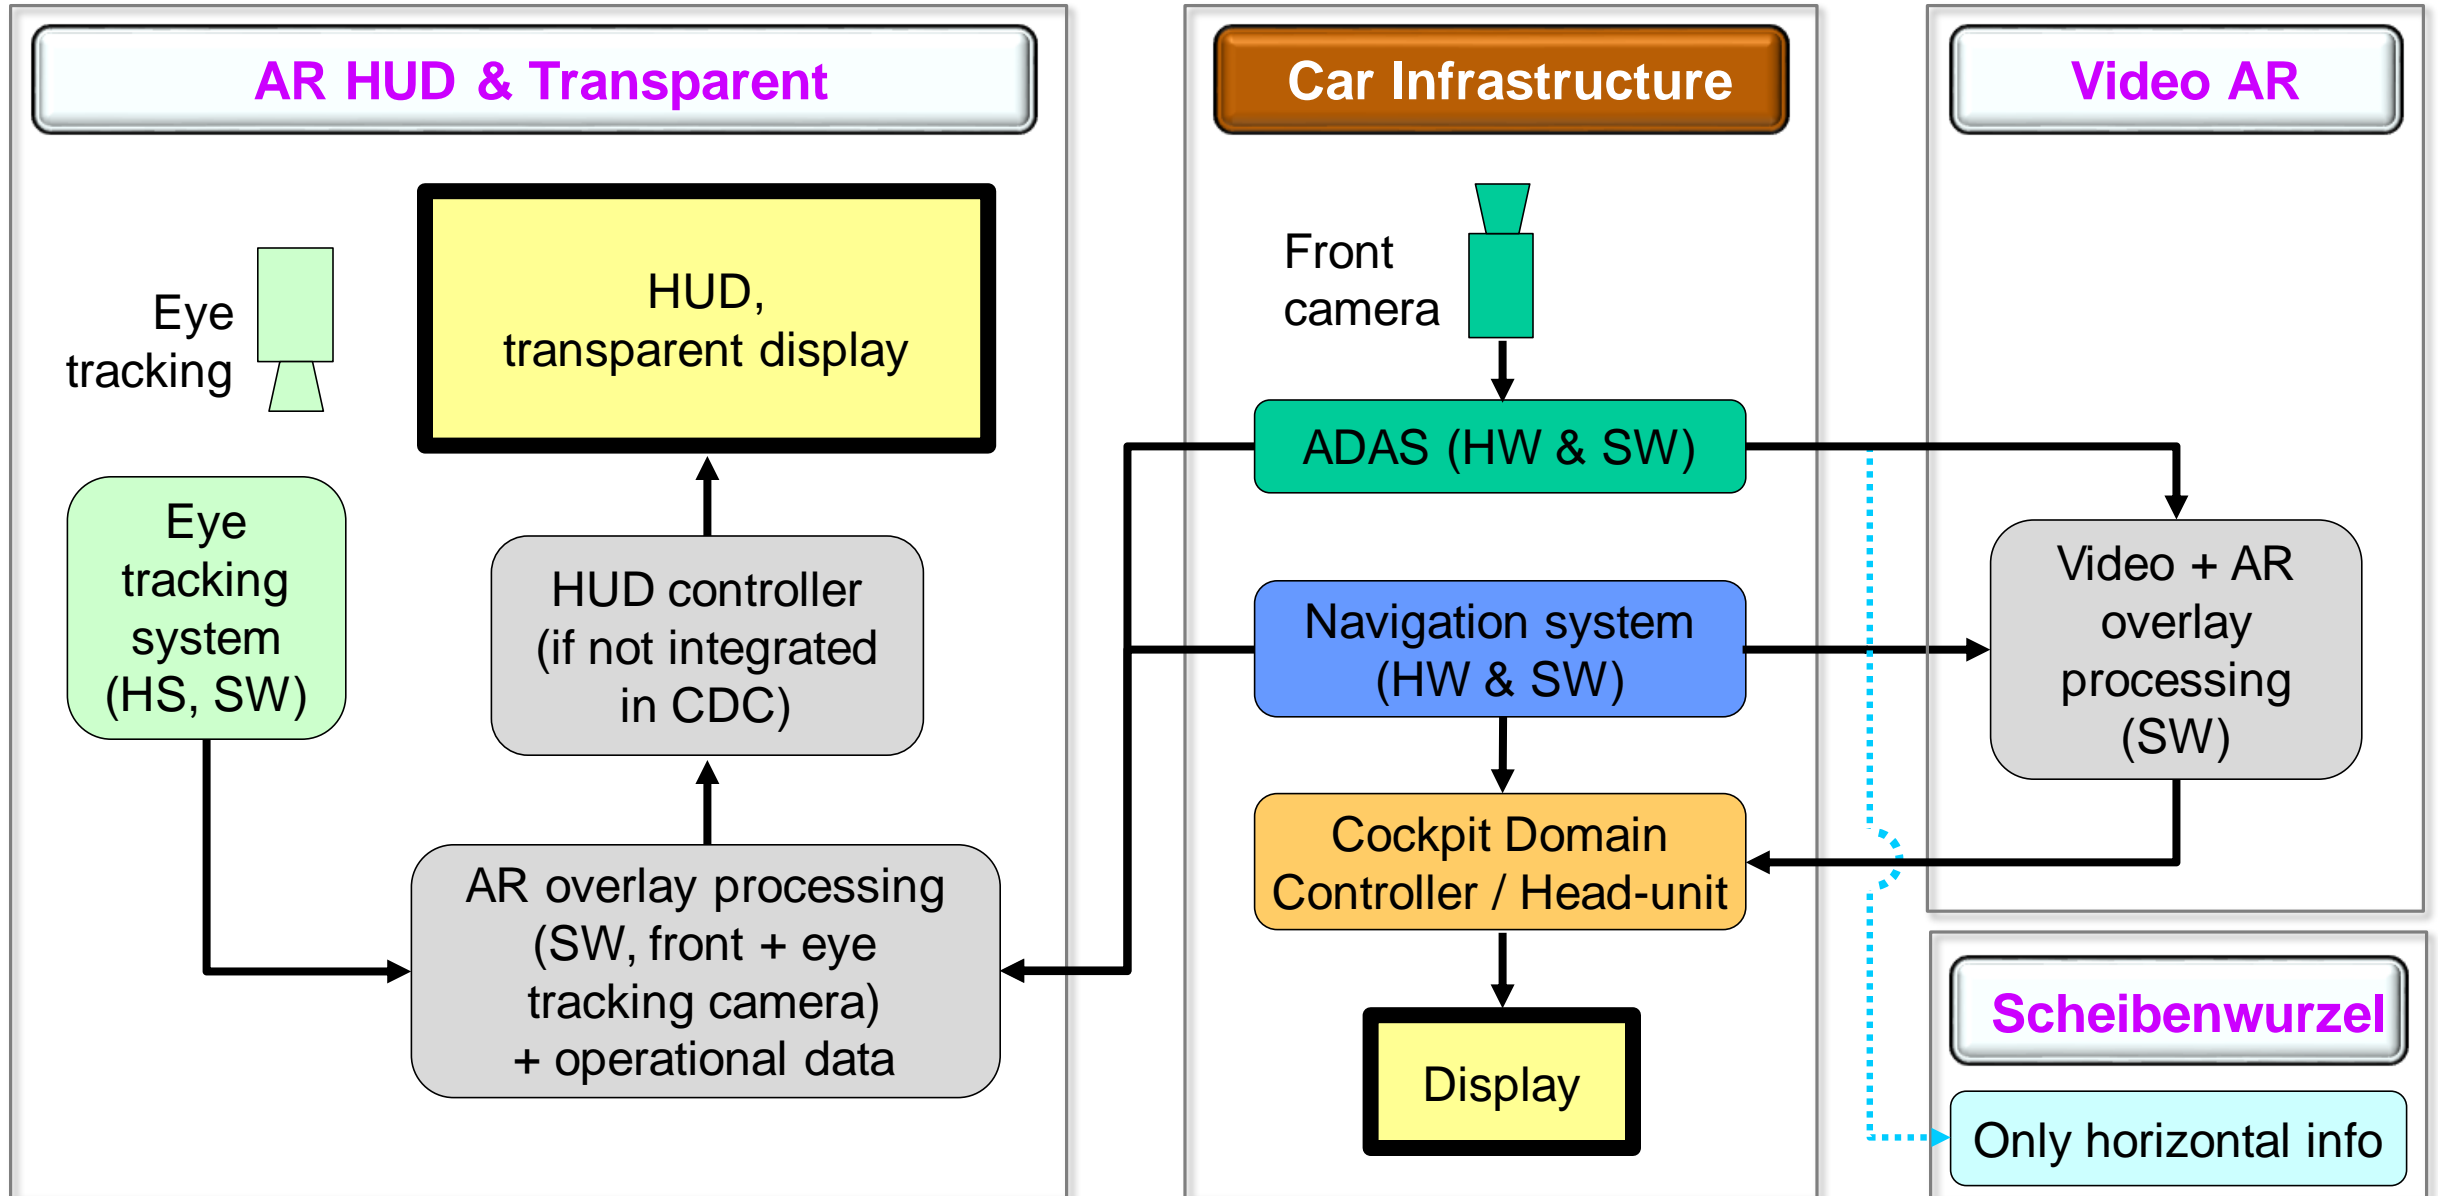 AR HUD & Transparent
Eye
tracking
HUD,
transparent display
Eye
tracking
system
(HS, SW)
HUD controller
(if not integrated
in CDC)
AR overlay processing
(SW, front + eye
tracking camera)
+ operational data
Car Infrastructure
Front
camera
ADAS (HW & SW)
Navigation system
(HW & SW)
Cockpit Domain
Controller / Head-unit
Display
Video AR
Video + AR
overlay
processing
(SW)
Scheibenwurzel
Only horizontal info